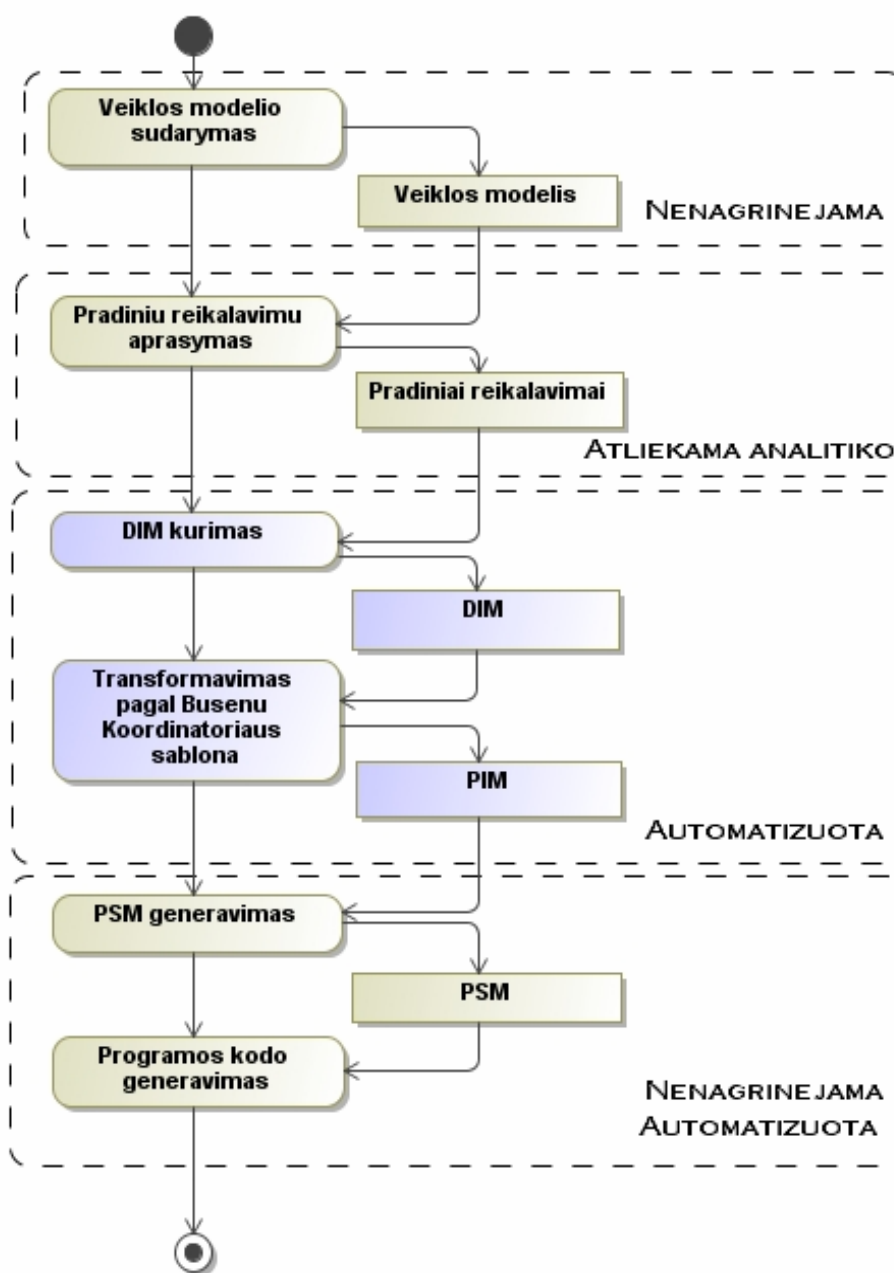 Veiklos modelio
sudarymas
Veiklos modelis
NENAGRINEJAMA
Pradiniu reikalavimu
aprasymas
Pradiniai reikalavimai
ATLIEKAMA ANALITIKO
DIM kurimas
DIM
Transformavimas
pagal Busenu
Koordinatoriaus
sablona
PIM
AUTOMATIZUOTA
PSM generavimas
PSM
Programos kodo
generavimas
NENAGRINEJAMA
AUTOMATIZUOTA